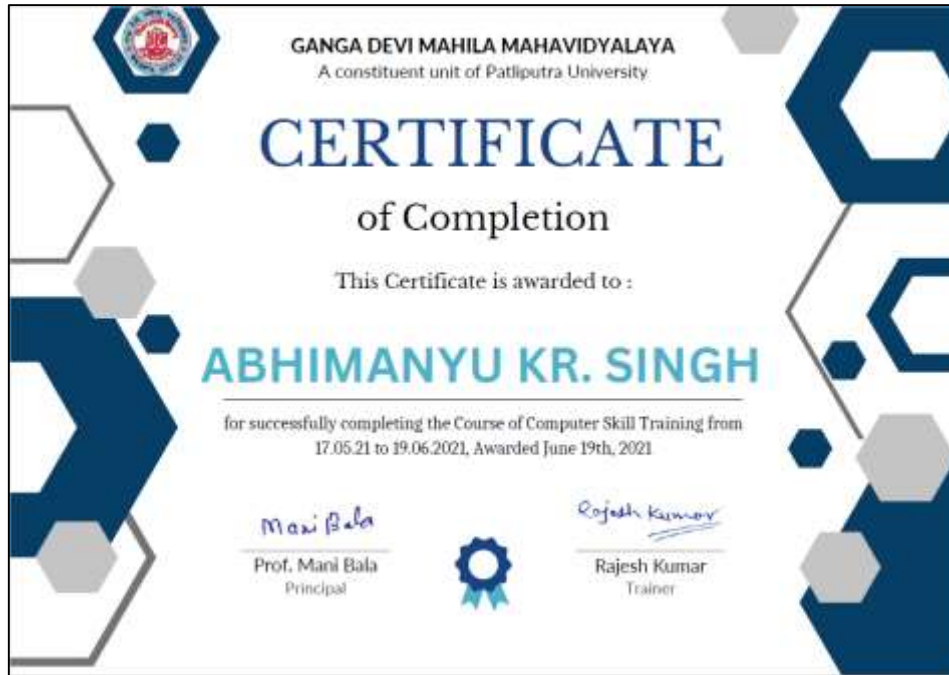 GANGA DEVI MAHILA MAHAVIDYALAYA
A constituent unit of Patliputra University
CERTIFICATE
of Completion
This Certificate is awarded to :
ABHIMANYU KR. SINGH
for successfully completing the Course of Computer Skill Training from
17.05.21 to 19.06.2021, Awarded June 19th, 2021
Mani Bala
Rajesh Kumar
Prof. Mani Bala
Rajesh Kumar
Principal
Trainer